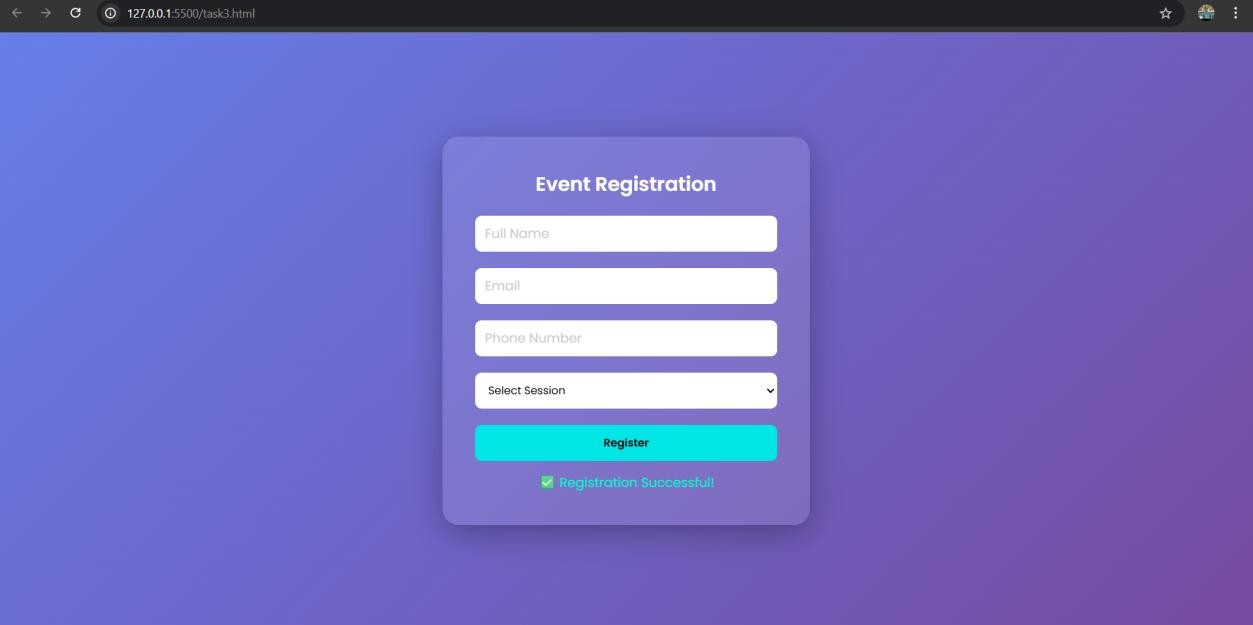 127.0.0.1:5500/task3.html
Event Registration
Full Name
Email
Phone Number
Select Session
Register
✅ Registration Successful!